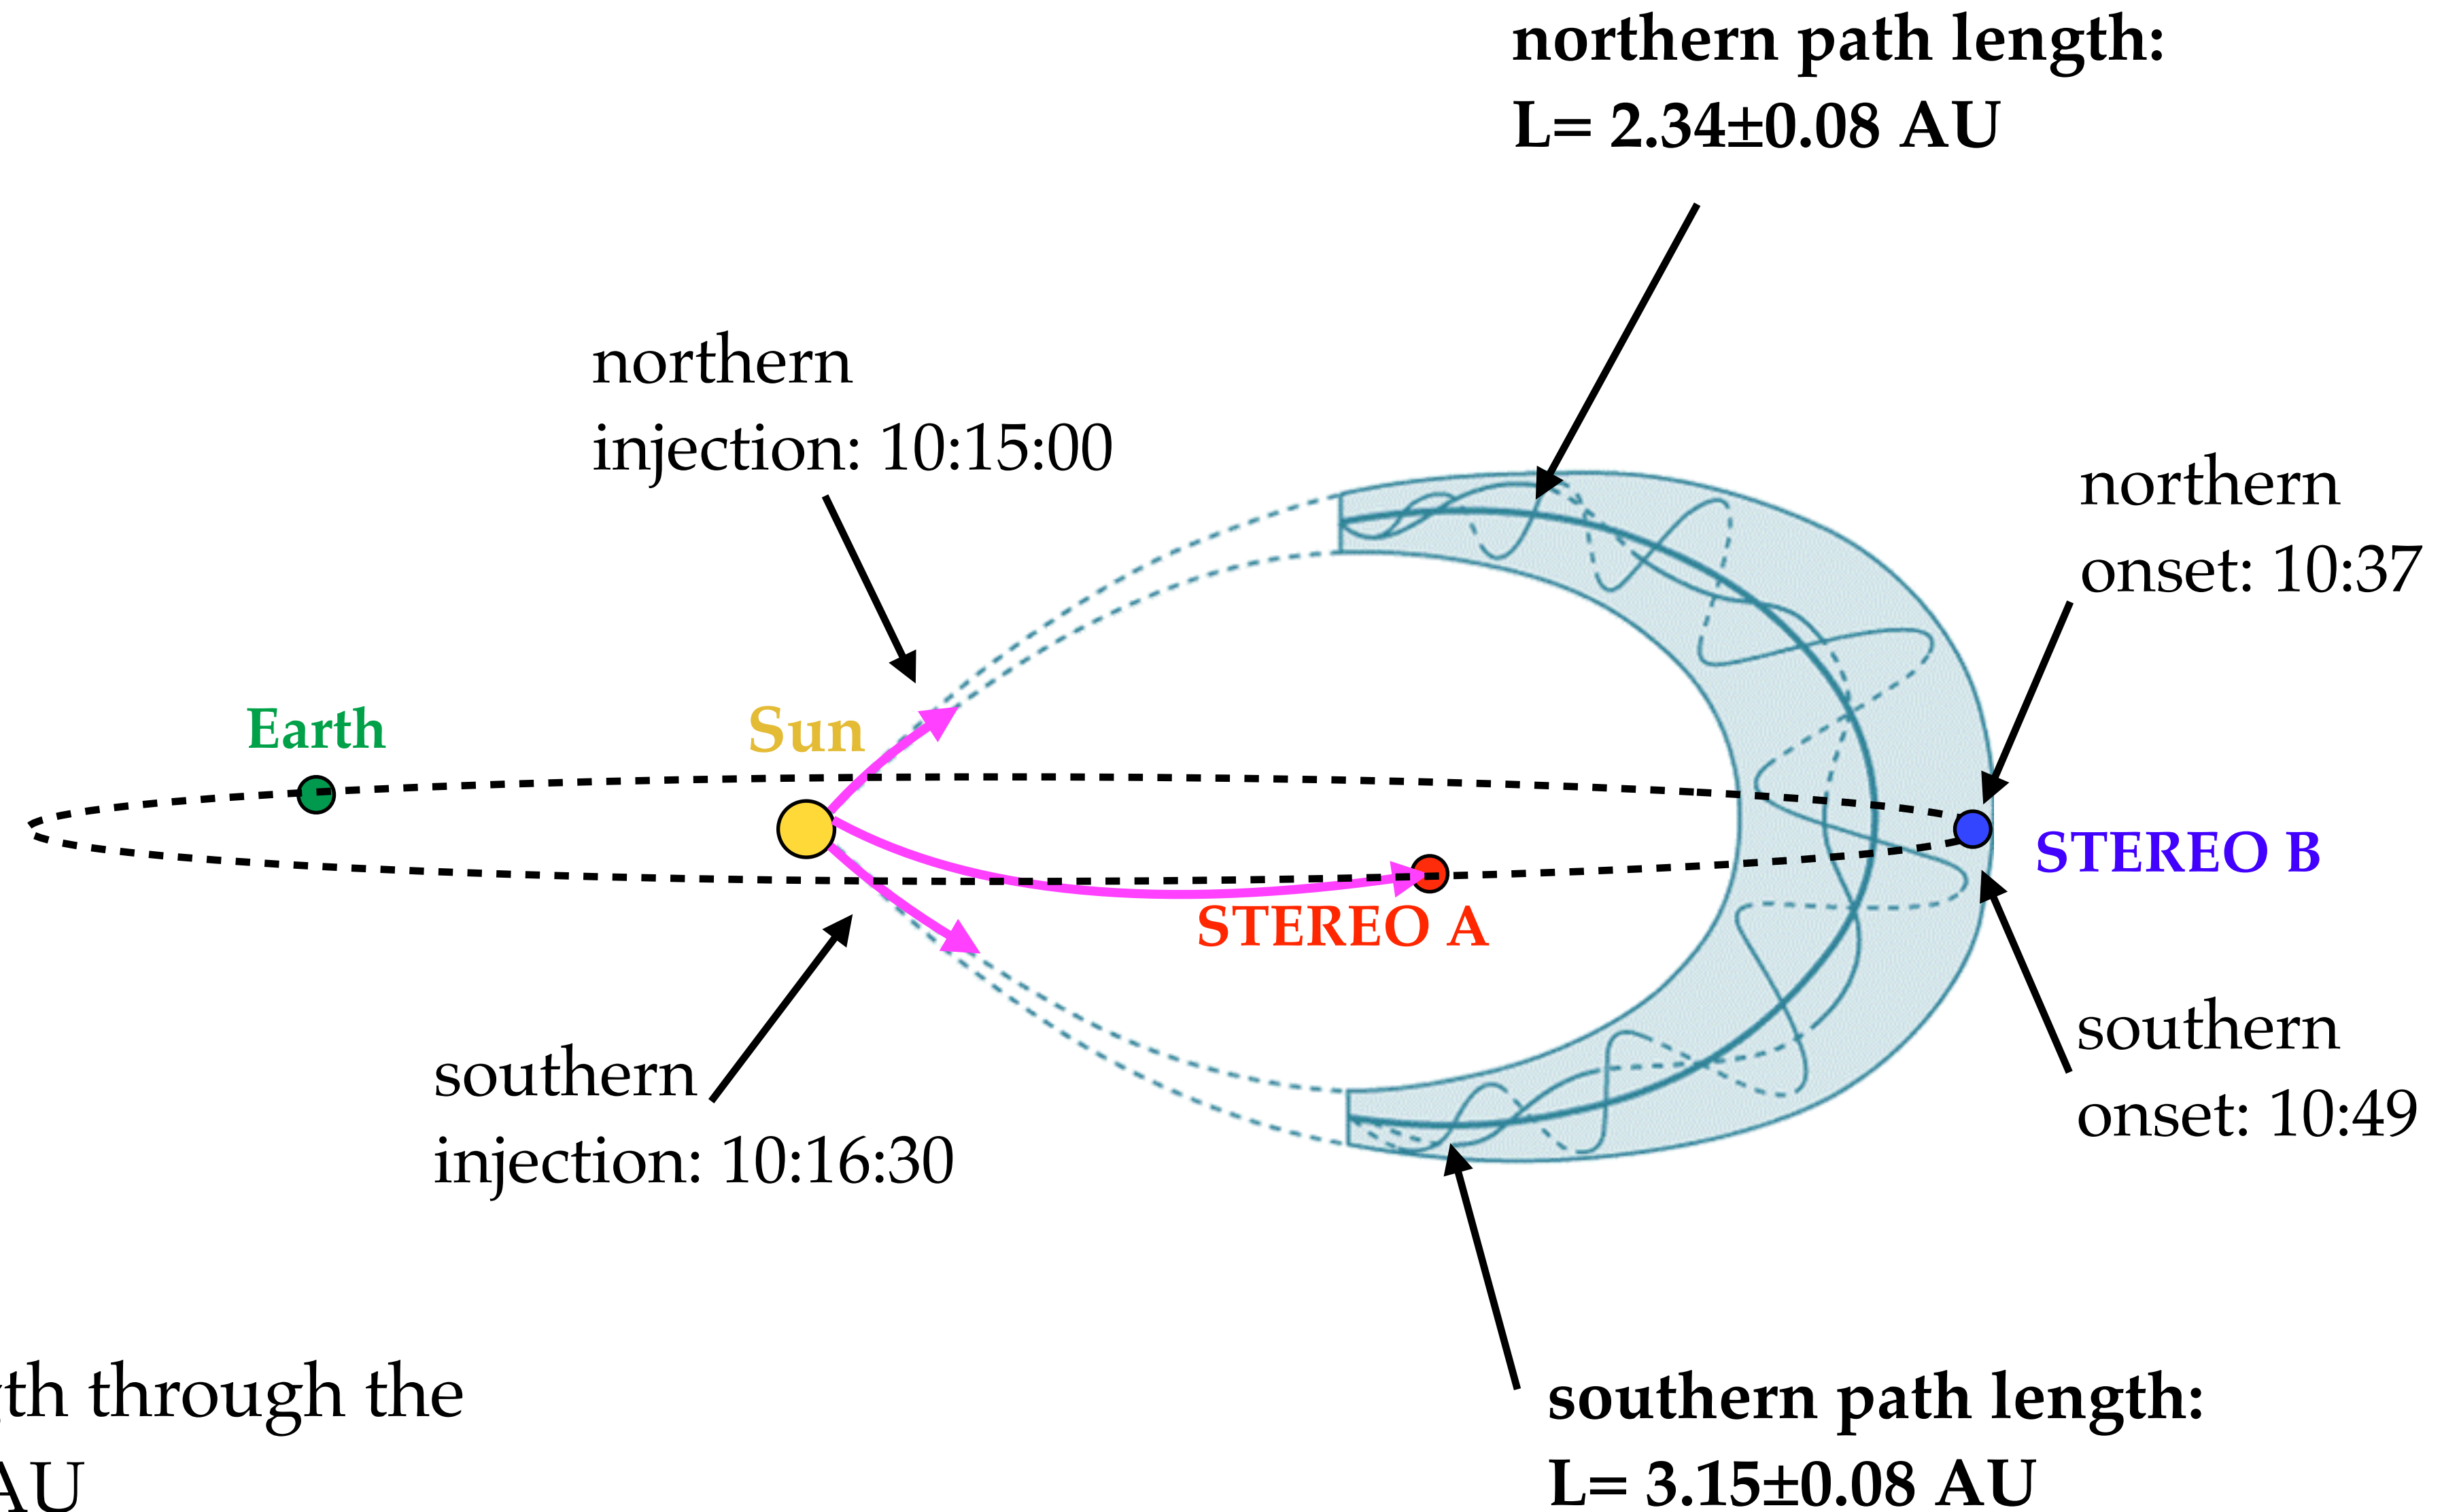 northern path length:
L= 2.34±0.08 AU
northern
injection: 10:15:00
northern
onset: 10:37
Earth
Sun
STEREO B
STEREO A
southern
onset: 10:49
southern
injection: 10:16:30
through the
AU
southern path length:
L= 3.15±0.08 AU